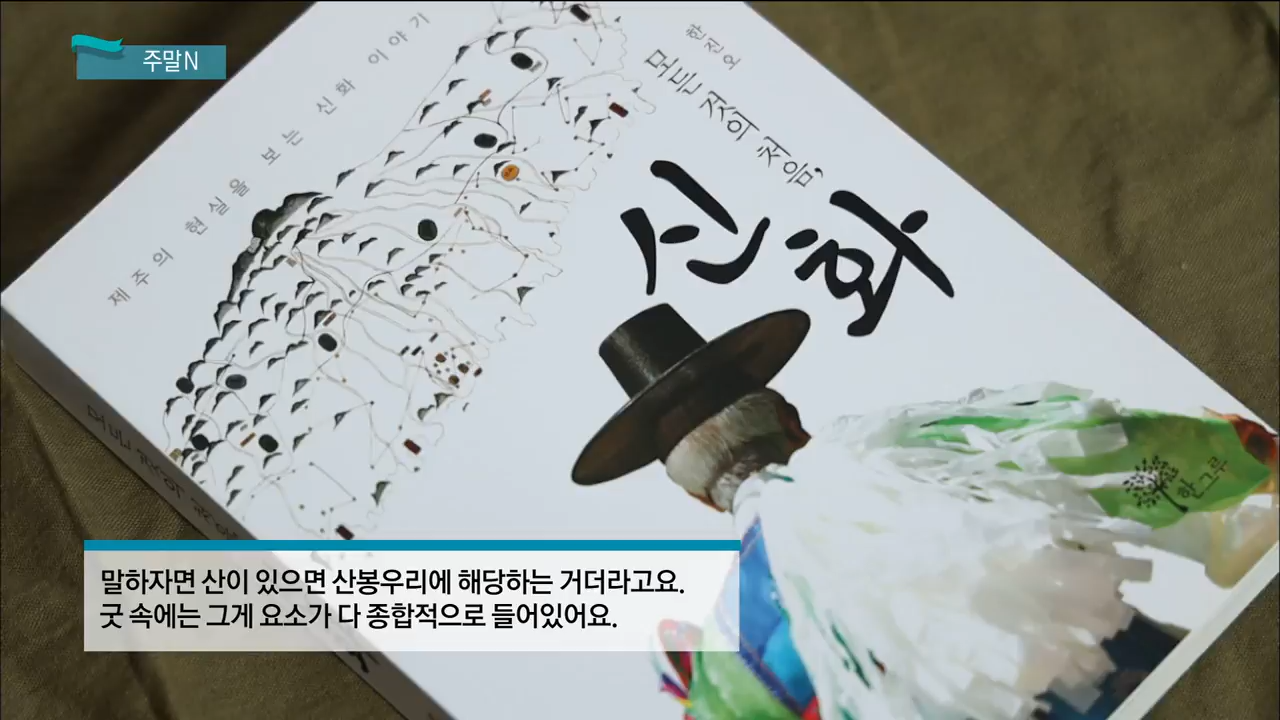 주말N
제주의 현실을 보는 신화 이야기
한진오
모든 것의 처음,
신화
한그루
말하자면 산이 있으면 산봉우리에 해당하는 거더라고요.
굿 속에는 그게 요소가 다 종합적으로 들어있어요.